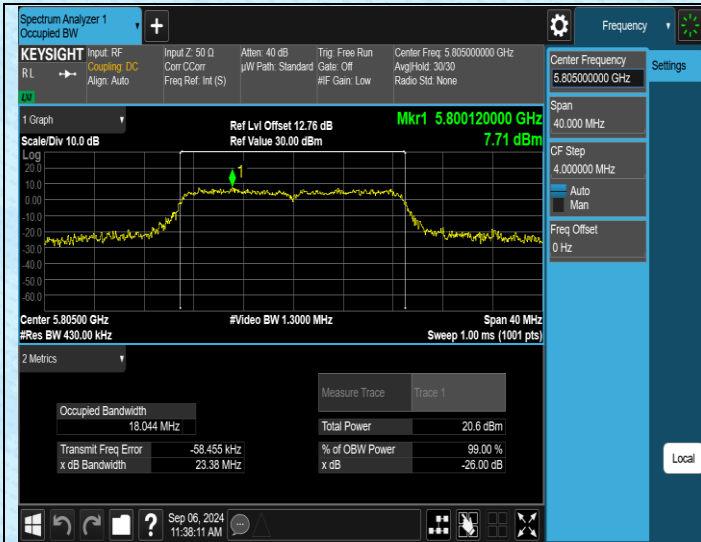 Spectrum Analyzer 1
Occupied BW
Frequency
KEYSIGHT
RL
LU
Input: RF
Coupling: DC
Align: Auto
Input Z: 50 Ω
Corr CCorr
Freq Ref: Int (S)
Atten: 40 dB
µW Path: Standard
Trig: Free Run
Gate: Off
#IF Gain: Low
Center Freq: 5.805000000 GHz
Avg|Hold: 30/30
Radio Std: None
Center Frequency
5.805000000 GHz
Settings
Span
40.000 MHz
CF Step
4.000000 MHz
Auto
Man
Freq Offset
0 Hz
Local
1 Graph
Scale/Div 10.0 dB
Ref Lvl Offset 12.76 dB
Ref Value 30.00 dBm
Mkr1 5.800120000 GHz
7.71 dBm
Log
20.0
10.0
0.00
-10.0
-20.0
-30.0
-40.0
-50.0
-60.0
1
Center 5.80500 GHz
#Res BW 430.00 kHz
#Video BW 1.3000 MHz
Span 40 MHz
Sweep 1.00 ms (1001 pts)
2 Metrics
Measure Trace
Trace 1
Occupied Bandwidth
18.044 MHz
Total Power
20.6 dBm
Transmit Freq Error
-58.455 kHz
% of OBW Power
99.00 %
x dB Bandwidth
23.38 MHz
x dB
-26.00 dB
?
Sep 06, 2024
11:38:11 AM